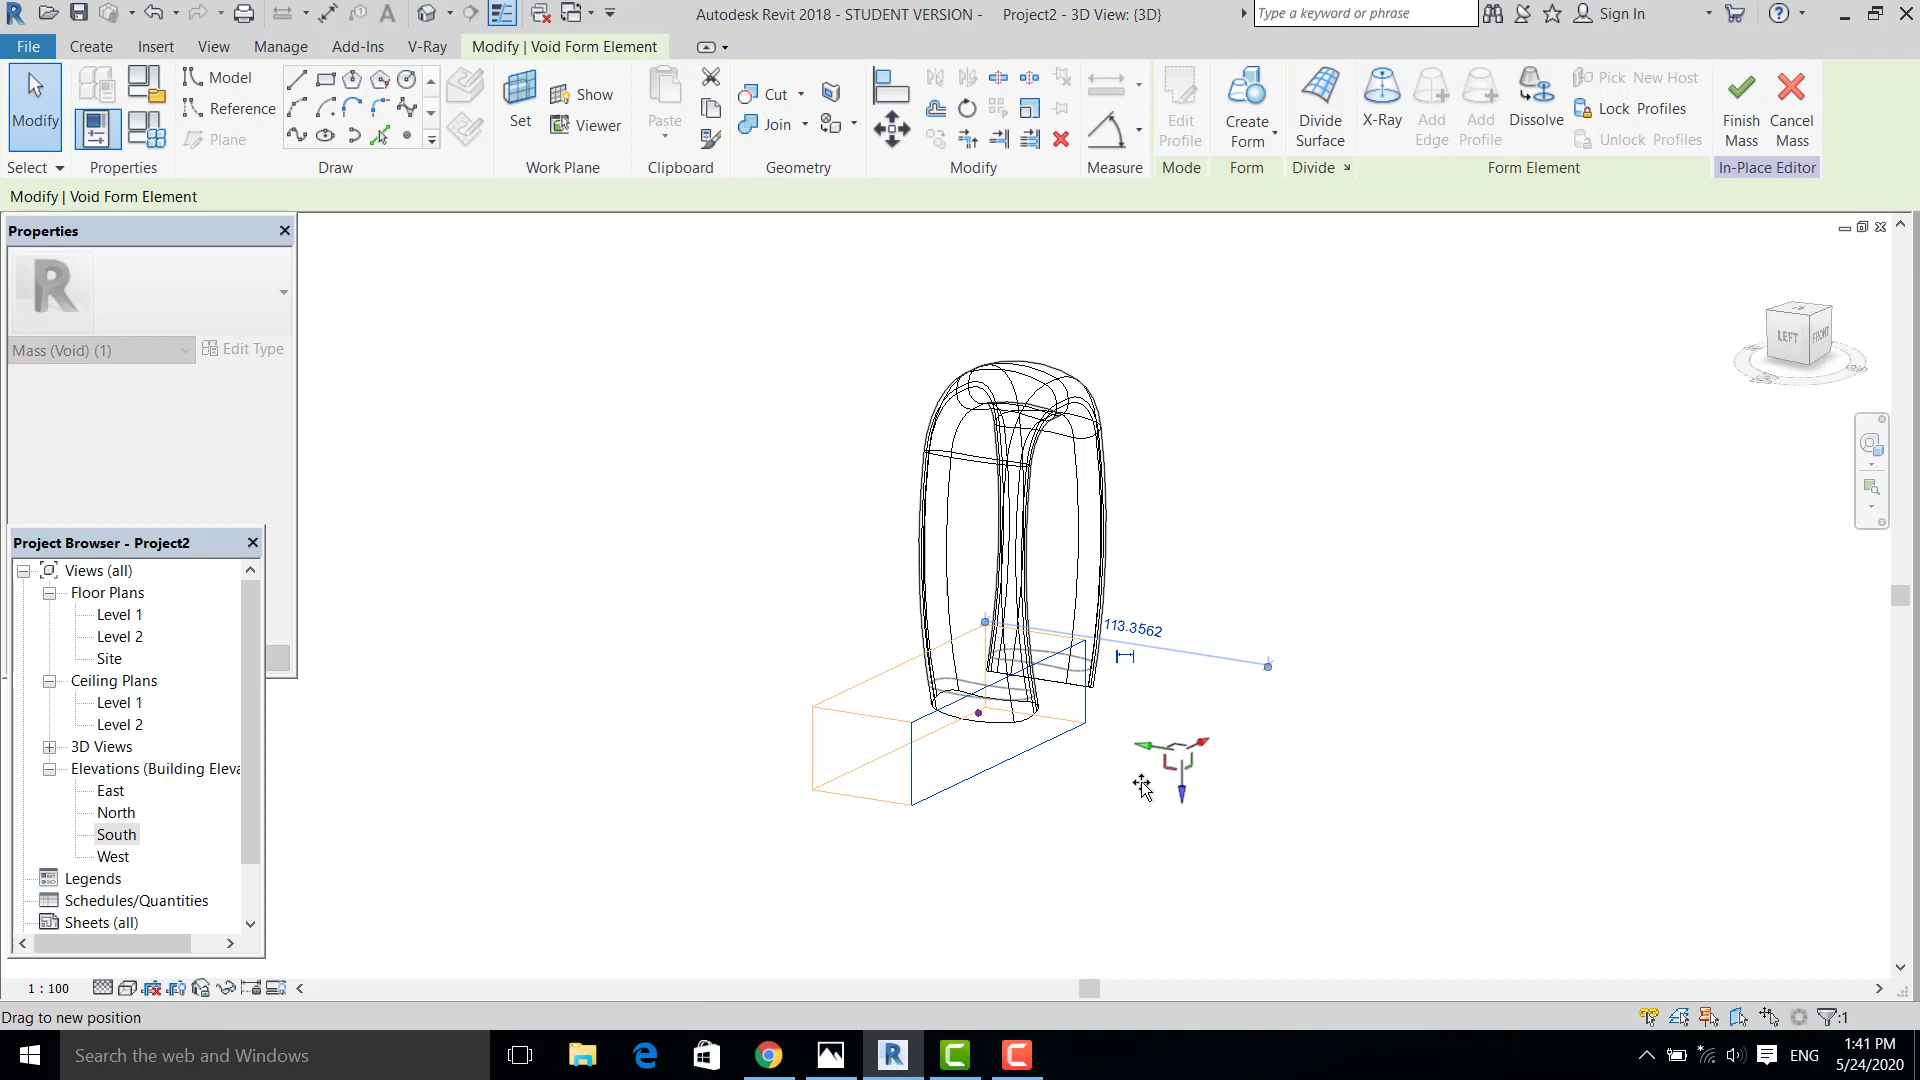 Autodesk Revit 2018 - STUDENT VERSION - Project2 - 3D View: {3D}
Type a keyword or phrase
Sign In
File Create Insert View Manage Add-Ins V-Ray Modify | Void Form Element
Modify
Model
Reference
Plane
Set
Show
Viewer
Paste
Cut
Join
Edit Profile
Create Form
Divide Surface
X-Ray
Add Edge
Add Profile
Dissolve
Pick New Host
Lock Profiles
Unlock Profiles
Finish Mass
Cancel Mass
Select Properties Draw Work Plane Clipboard Geometry Modify Measure Mode Form Divide Form Element In-Place Editor
Modify | Void Form Element
Properties
R
Mass (Void) (1)
Edit Type
Project Browser - Project2
Views (all)
Floor Plans
Level 1
Level 2
Site
Ceiling Plans
Level 1
Level 2
3D Views
Elevations (Building Eleva
East
North
South
West
Legends
Schedules/Quantities
Sheets (all)
113.3562
LEFT
FRONT
1 : 100
Drag to new position
:1
Search the web and Windows
ENG
1:41 PM
5/24/2020